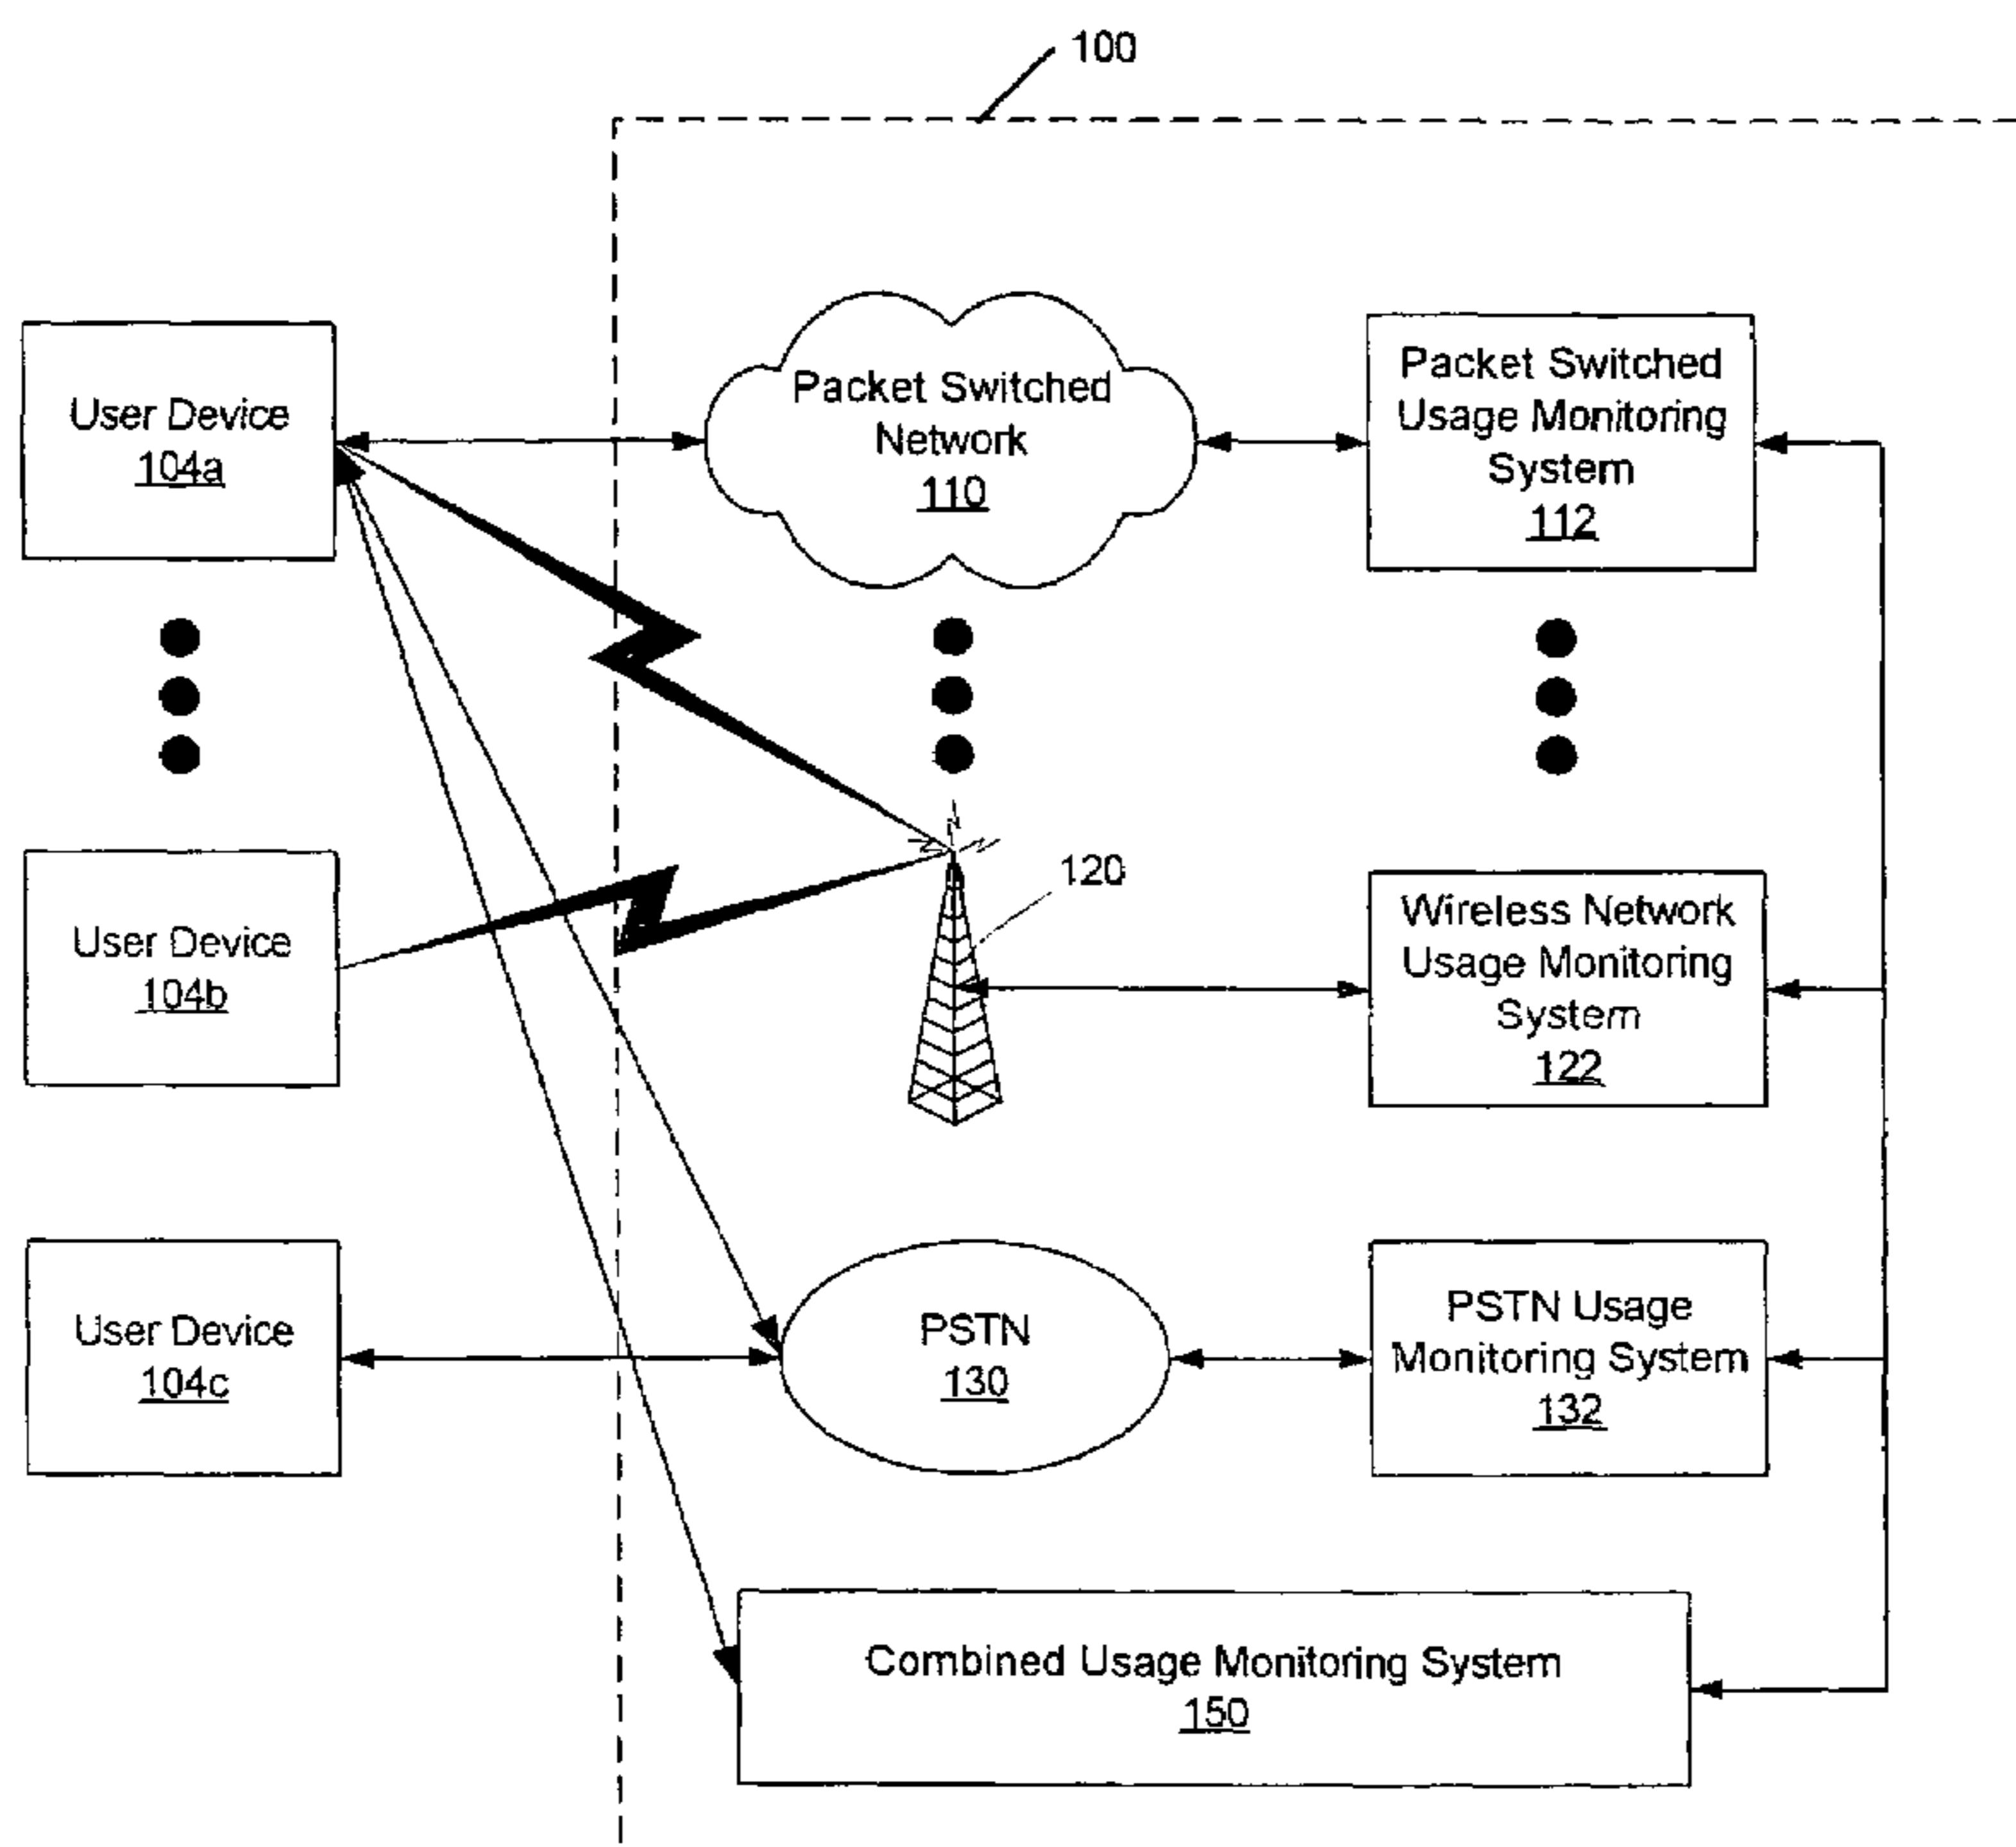 100
User Device
104a
Packet Switched
Network
110
Packet Switched
Usage Monitoring
System
112
User Device
104b
120
Wireless Network
Usage Monitoring
System
122
User Device
104c
PSTN
130
PSTN Usage
Monitoring System
132
Combined Usage Monitoring System
150